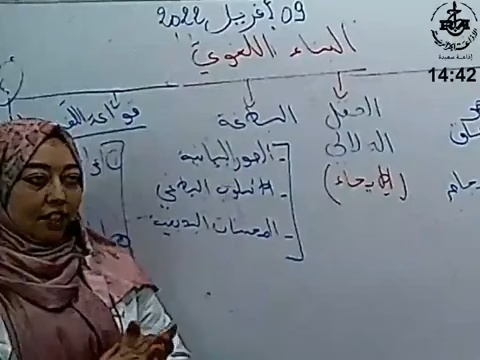 09 أفريل 2022
البناء اللغوي
الحقل
الدلالي
(الإيحاء)
البلاغة
- الصور البيانية
- الأسلوب البلاغي
- المحسنات البديعية
قواعد اللغة
إذاعة سعيدة
14:42